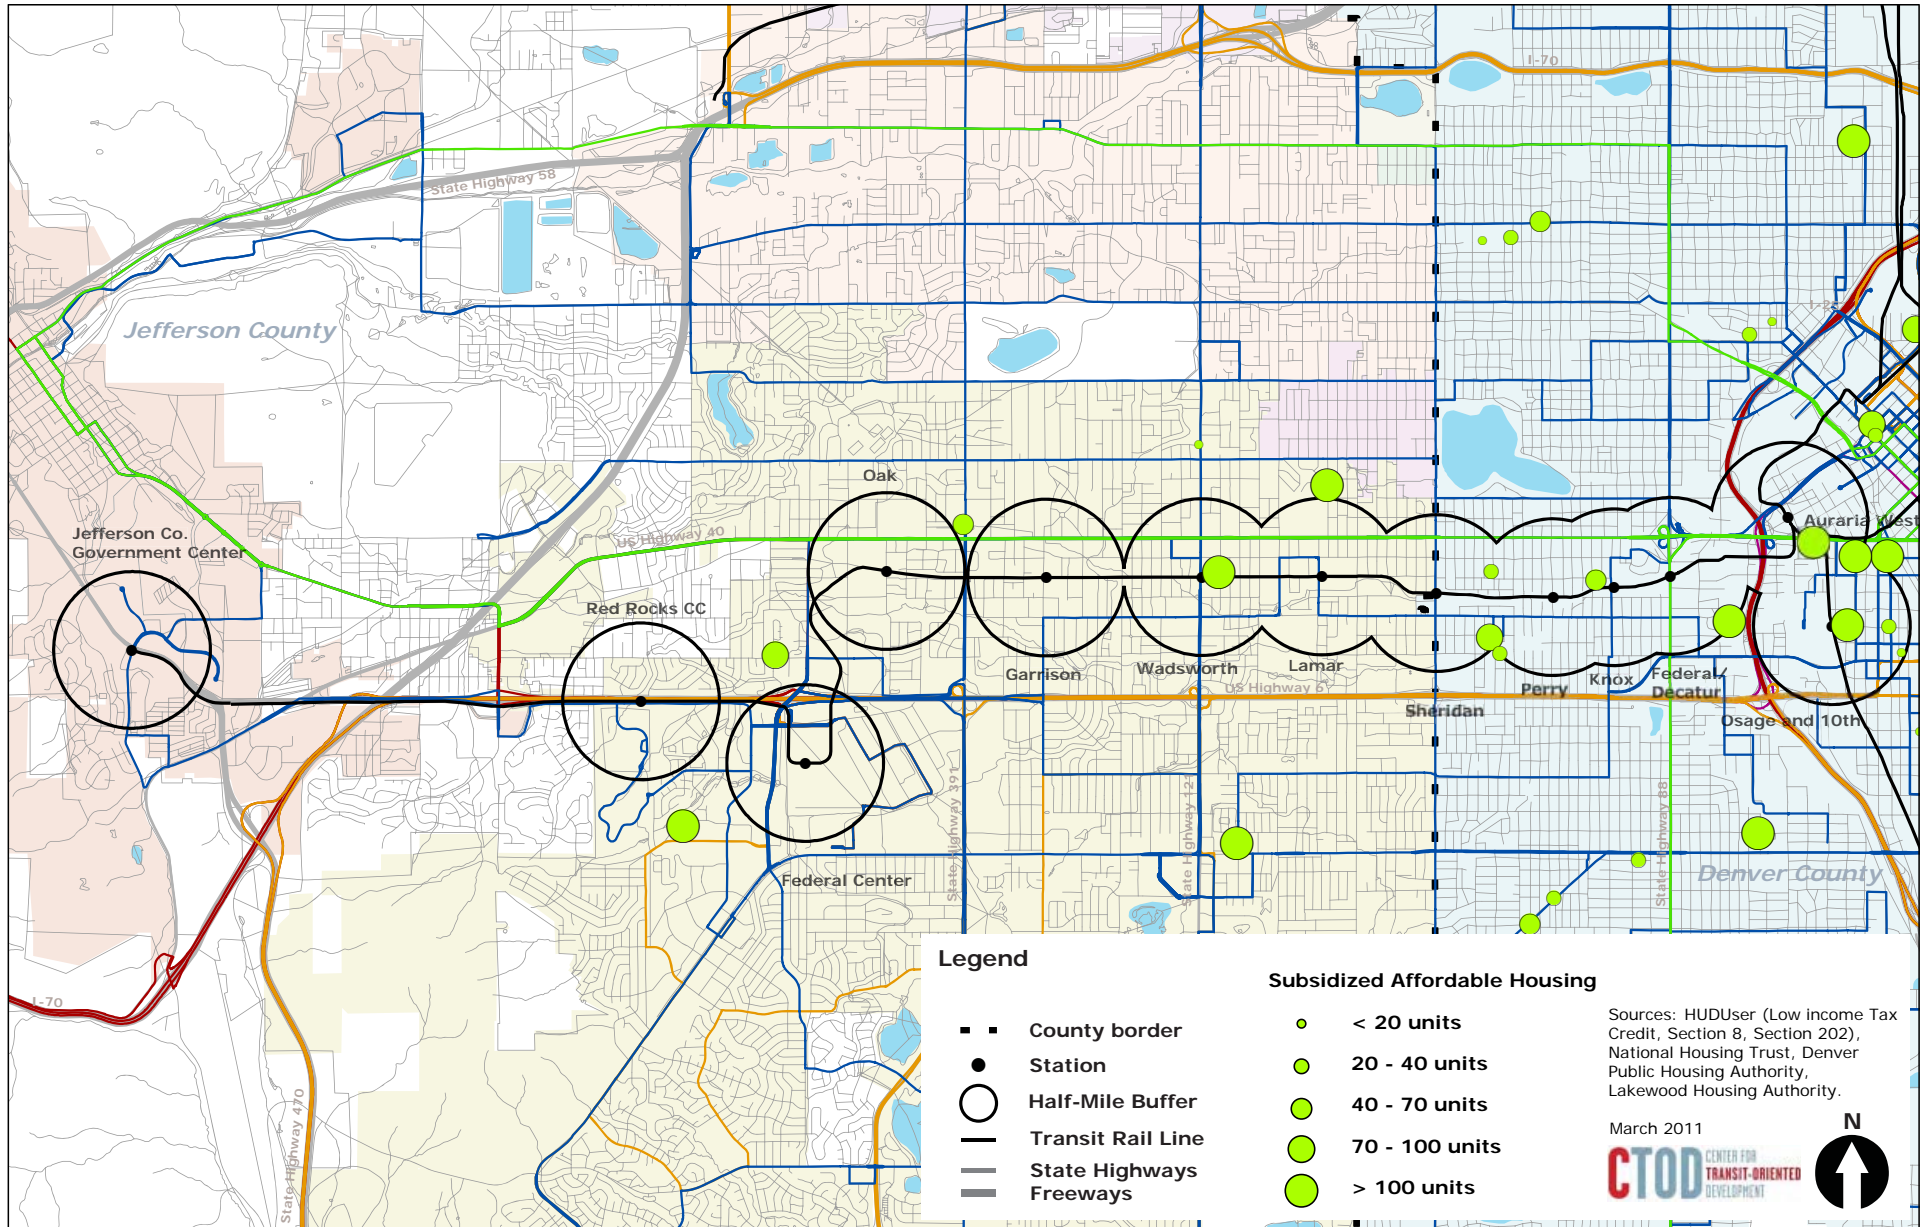 I-70
State Highway 58
Jefferson County
Oak
Jefferson Co.
Government Center
US Highway 40
Auraria West
Red Rocks CC
Garrison
Wadsworth
Lamar
Perry
Knox
Federal/
Decatur
US Highway 6
Sheridan
Osage and 10th
State Highway 391
State Highway 121
State Highway 88
Federal Center
Denver County
I-70
State Highway 470
Legend
County border
Station
Half-Mile Buffer
Transit Rail Line
State Highways
Freeways
Subsidized Affordable Housing
< 20 units
20 - 40 units
40 - 70 units
70 - 100 units
> 100 units
Sources: HUDUser (Low income Tax
Credit, Section 8, Section 202),
National Housing Trust, Denver
Public Housing Authority,
Lakewood Housing Authority.
March 2011
CTOD
CENTER FOR
TRANSIT-ORIENTED
DEVELOPMENT
N